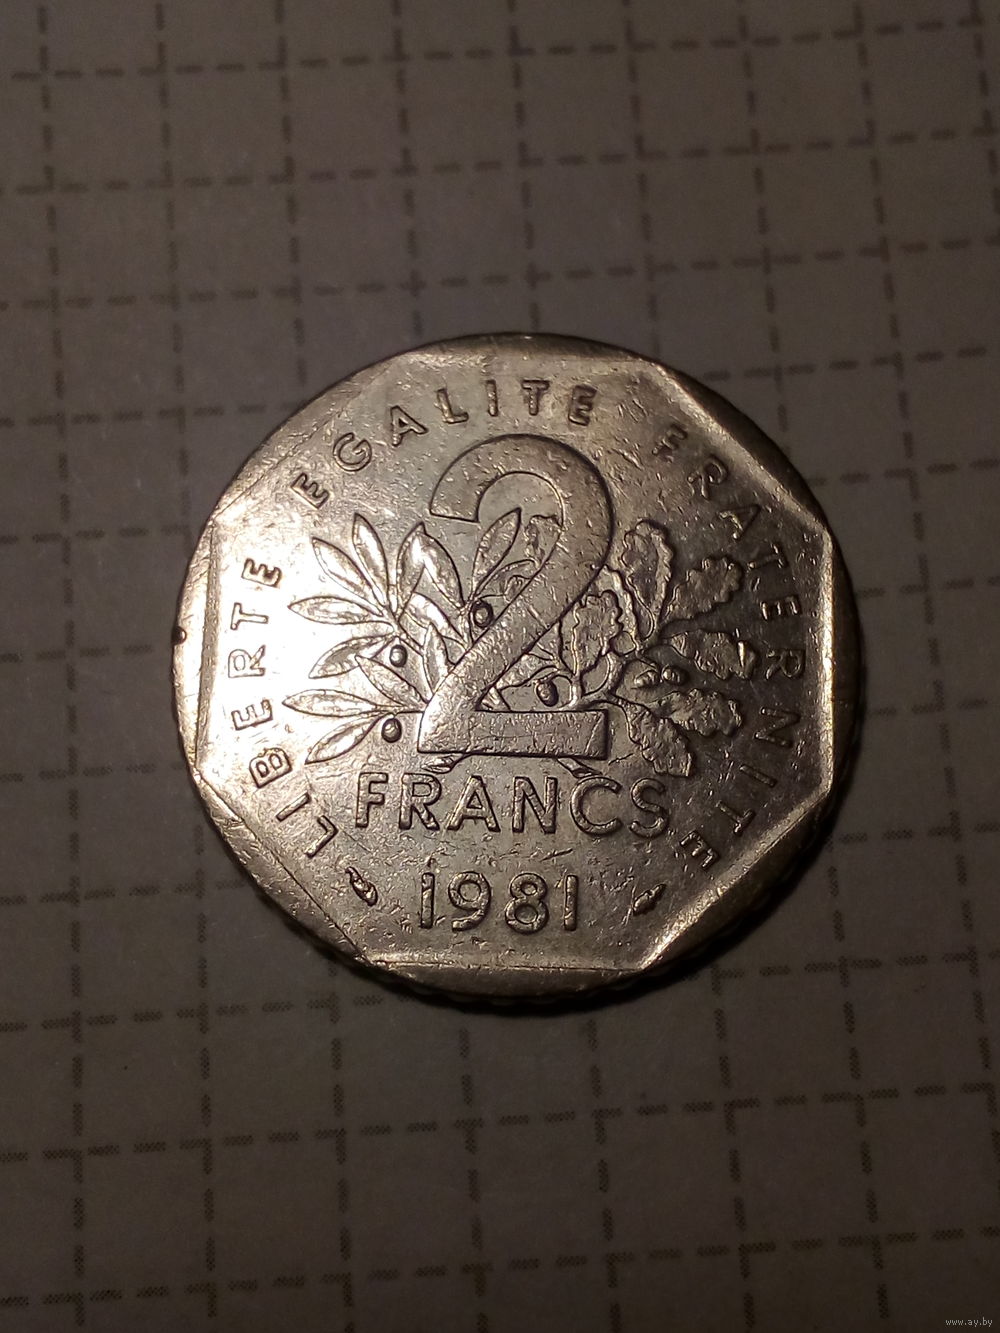 LIBERTE EGALITE FRATERNITE
2
FRANCS
1981
www.ay.by